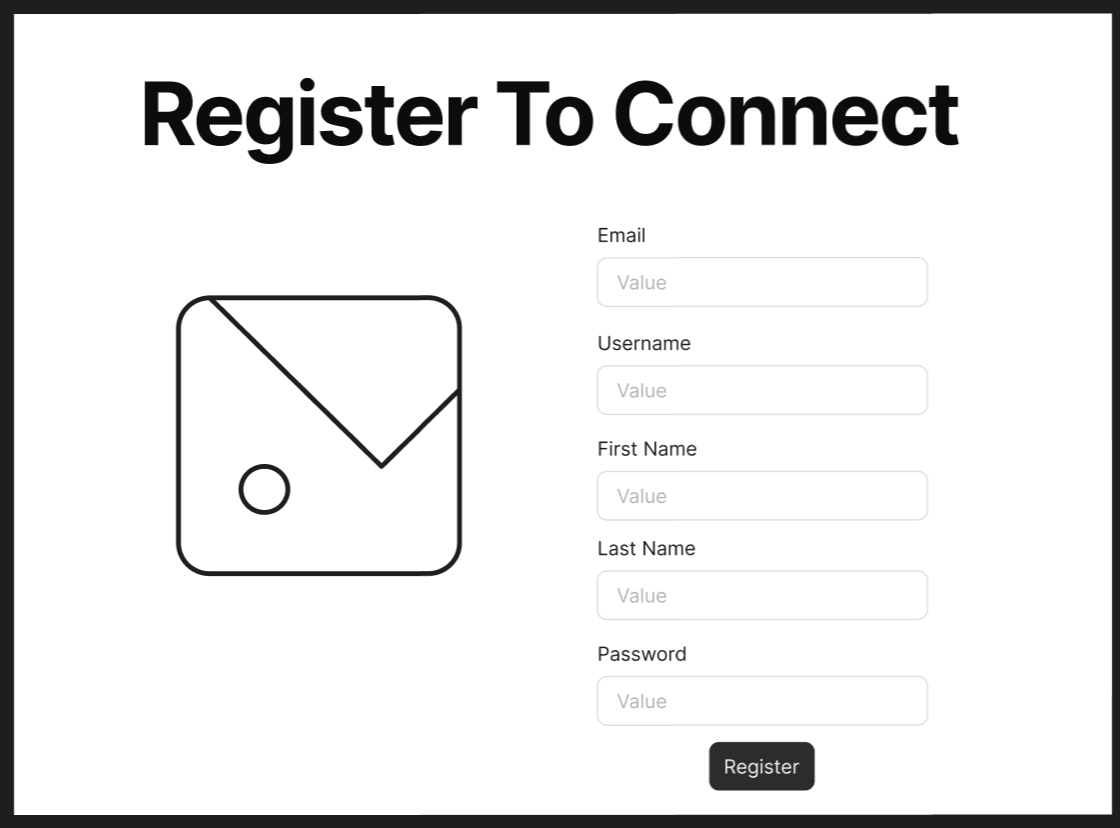 Register To Connect
Email
Value
Username
Value
First Name
Value
Last Name
Value
Password
Value
Register